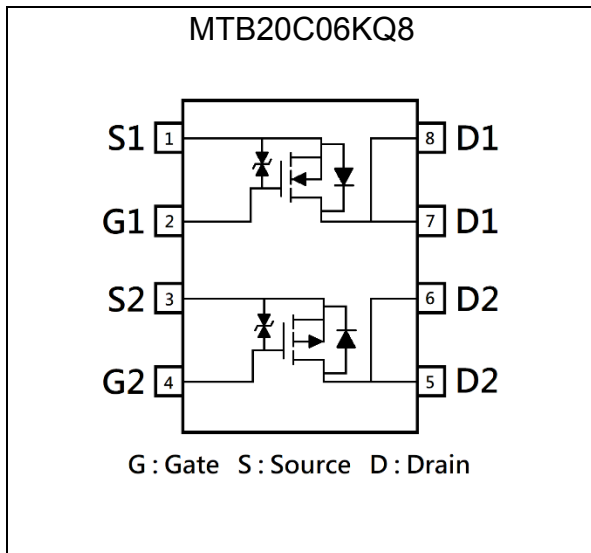 MTB20C06KQ8
S1 1 8 D1
G1 2 7 D1
S2 3 6 D2
G2 4 5 D2
G : Gate S : Source D : Drain